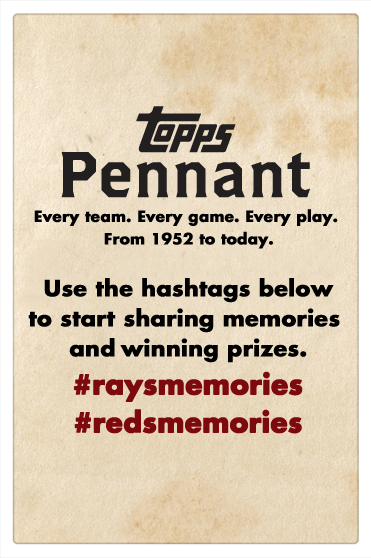 Topps
Pennant
Every team. Every game. Every play.
From 1952 to today.
Use the hashtags below
to start sharing memories
and winning prizes.
#raysmemories
#redsmemories